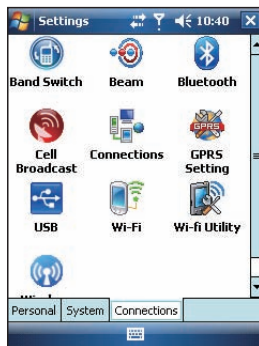 Settings 10:40
Band Switch Beam Bluetooth
Cell Broadcast Connections GPRS Setting
GPRS
USB Wi-Fi Wi-fi Utility
Personal System Connections